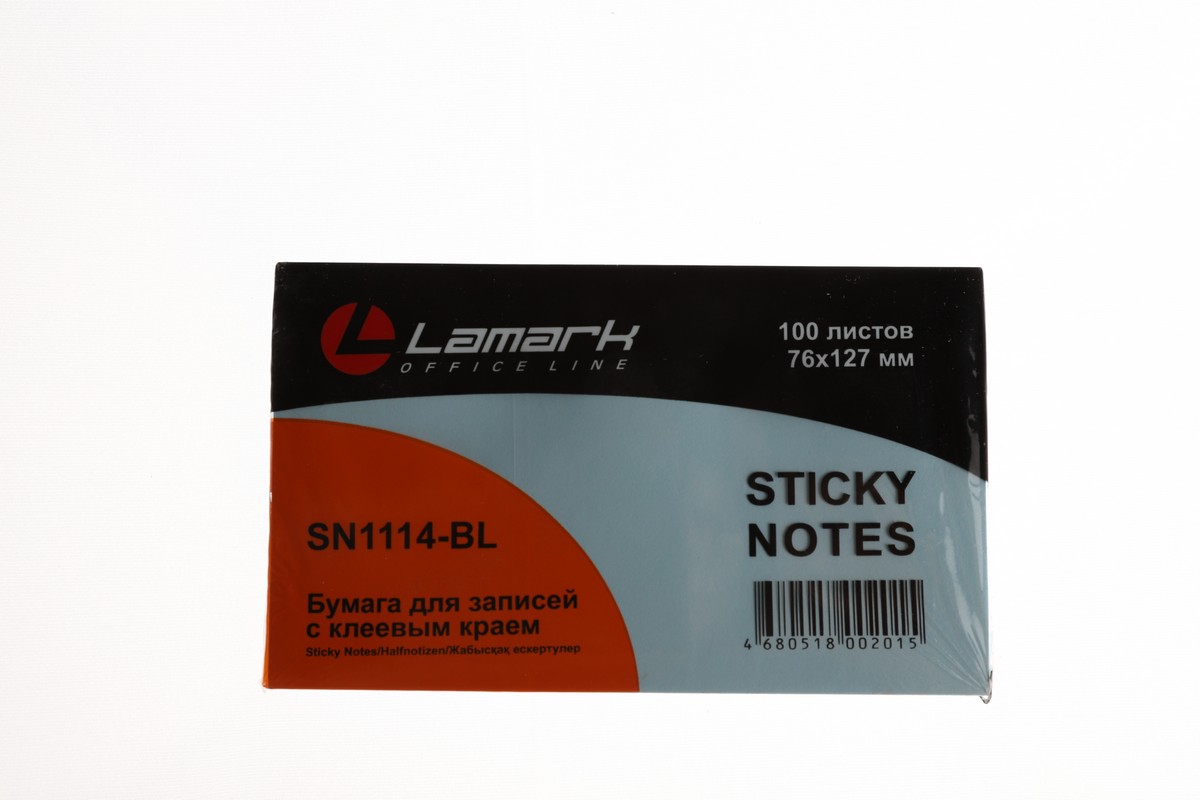 Lamark
OFFICE LINE
100 листов
76x127 мм
STICKY
NOTES
SN1114-BL
Бумага для записей
с клеевым краем
Sticky Notes/Halfnotizen/Жабысқақ ескертулер
4 680518 002015